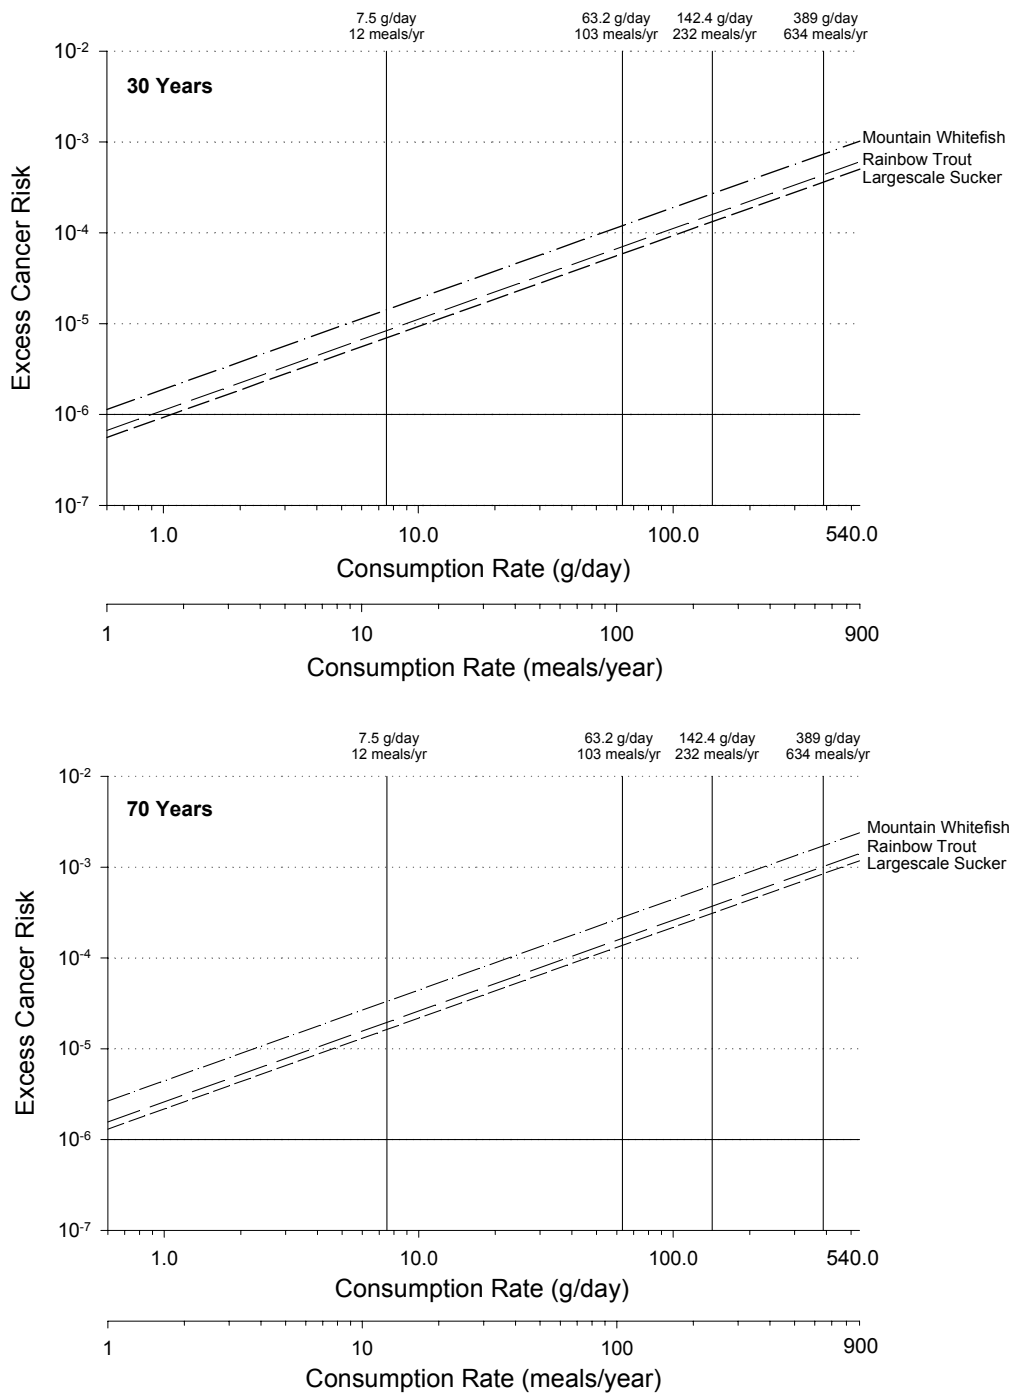 7.5 g/day 63.2 g/day 142.4 g/day 389 g/day
12 meals/yr 103 meals/yr 232 meals/yr 634 meals/yr
10-2
30 Years
10-3
Mountain Whitefish
Rainbow Trout
Largescale Sucker
10-4
10-5
10-6
10-7
Excess Cancer Risk
1.0 10.0 100.0 540.0
Consumption Rate (g/day)
1 10 100 900
Consumption Rate (meals/year)
7.5 g/day 63.2 g/day 142.4 g/day 389 g/day
12 meals/yr 103 meals/yr 232 meals/yr 634 meals/yr
10-2
70 Years
Mountain Whitefish
Rainbow Trout
10-3
Largescale Sucker
10-4
10-5
10-6
10-7
Excess Cancer Risk
1.0 10.0 100.0 540.0
Consumption Rate (g/day)
1 10 100 900
Consumption Rate (meals/year)